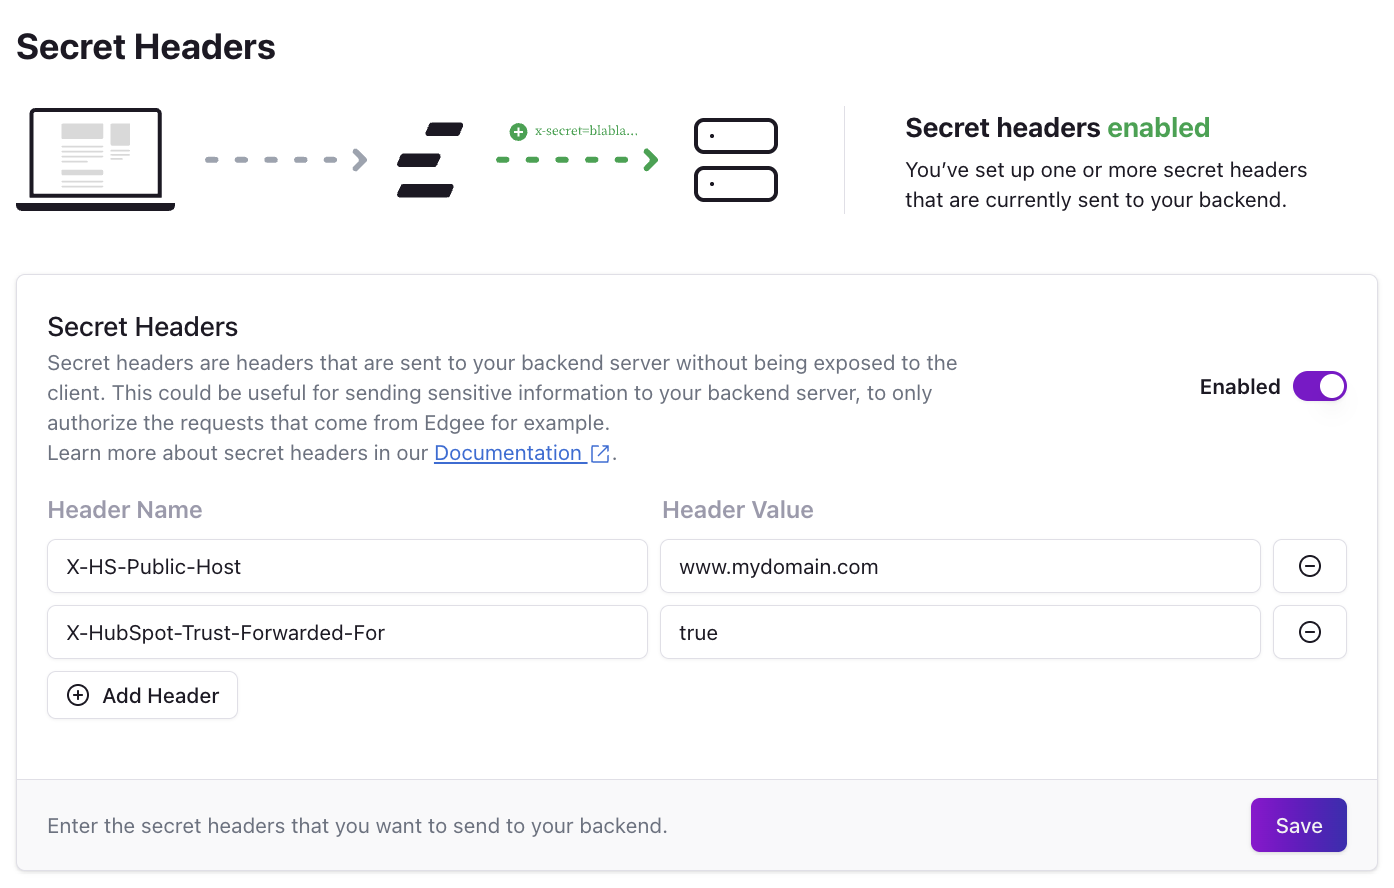 Secret Headers
x-secret=blabla...
Secret headers enabled
You’ve set up one or more secret headers
that are currently sent to your backend.
Secret Headers
Secret headers are headers that are sent to your backend server without being exposed to the
client. This could be useful for sending sensitive information to your backend server, to only
authorize the requests that come from Edgee for example.
Learn more about secret headers in our Documentation.
Enabled
Header Name Header Value
X-HS-Public-Host www.mydomain.com
X-HubSpot-Trust-Forwarded-For true
Add Header
Enter the secret headers that you want to send to your backend.
Save